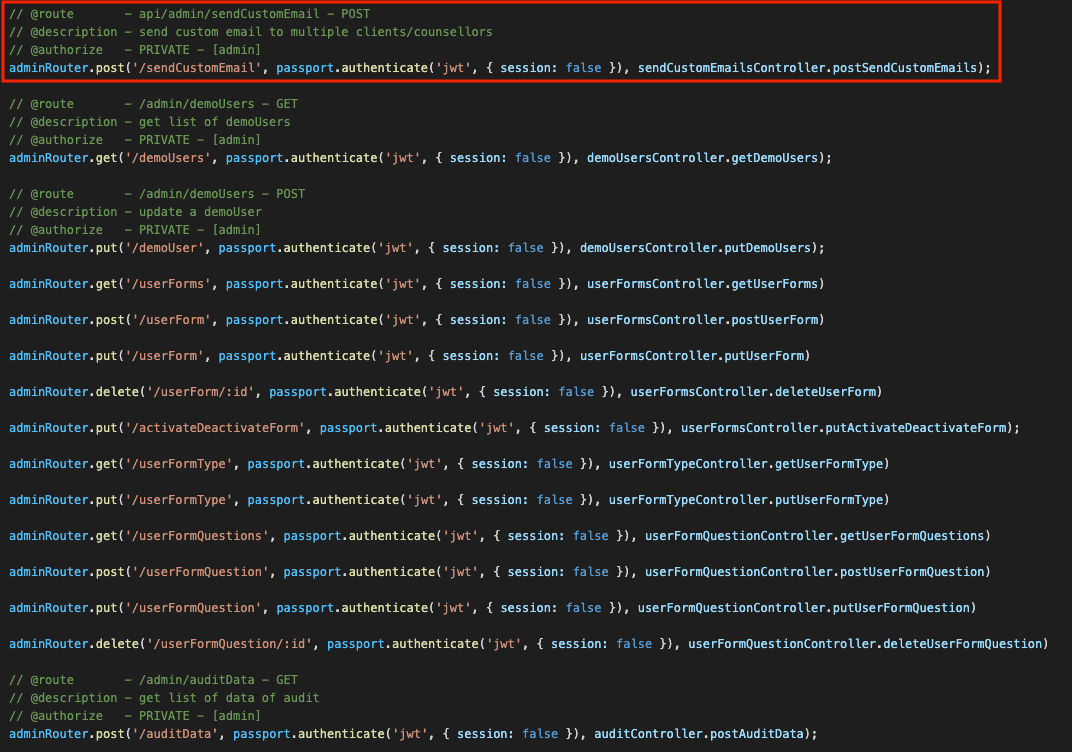 // @route       – api/admin/sendCustomEmail – POST
// @description – send custom email to multiple clients/counsellors
// @authorize   – PRIVATE – [admin]
adminRouter.post('/sendCustomEmail', passport.authenticate('jwt', { session: false }), sendCustomEmailsController.postSendCustomEmails);
// @route       – /admin/demoUsers – GET
// @description – get list of demoUsers
// @authorize   – PRIVATE – [admin]
adminRouter.get('/demoUsers', passport.authenticate('jwt', { session: false }), demoUsersController.getDemoUsers);
// @route       – /admin/demoUsers – POST
// @description – update a demoUser
// @authorize   – PRIVATE – [admin]
adminRouter.put('/demoUser', passport.authenticate('jwt', { session: false }), demoUsersController.putDemoUsers);
adminRouter.get('/userForms', passport.authenticate('jwt', { session: false }), userFormsController.getUserForms)
adminRouter.post('/userForm', passport.authenticate('jwt', { session: false }), userFormsController.postUserForm)
adminRouter.put('/userForm', passport.authenticate('jwt', { session: false }), userFormsController.putUserForm)
adminRouter.delete('/userForm/:id', passport.authenticate('jwt', { session: false }), userFormsController.deleteUserForm)
adminRouter.put('/activateDeactivateForm', passport.authenticate('jwt', { session: false }), userFormsController.putActivateDeactivateForm);
adminRouter.get('/userFormType', passport.authenticate('jwt', { session: false }), userFormTypeController.getUserFormType)
adminRouter.put('/userFormType', passport.authenticate('jwt', { session: false }), userFormTypeController.putUserFormType)
adminRouter.get('/userFormQuestions', passport.authenticate('jwt', { session: false }), userFormQuestionController.getUserFormQuestions)
adminRouter.post('/userFormQuestion', passport.authenticate('jwt', { session: false }), userFormQuestionController.postUserFormQuestion)
adminRouter.put('/userFormQuestion', passport.authenticate('jwt', { session: false }), userFormQuestionController.putUserFormQuestion)
adminRouter.delete('/userFormQuestion/:id', passport.authenticate('jwt', { session: false }), userFormQuestionController.deleteUserFormQuestion)
// @route       – /admin/auditData – GET
// @description – get list of data of audit
// @authorize   – PRIVATE – [admin]
adminRouter.post('/auditData', passport.authenticate('jwt', { session: false }), auditController.postAuditData);